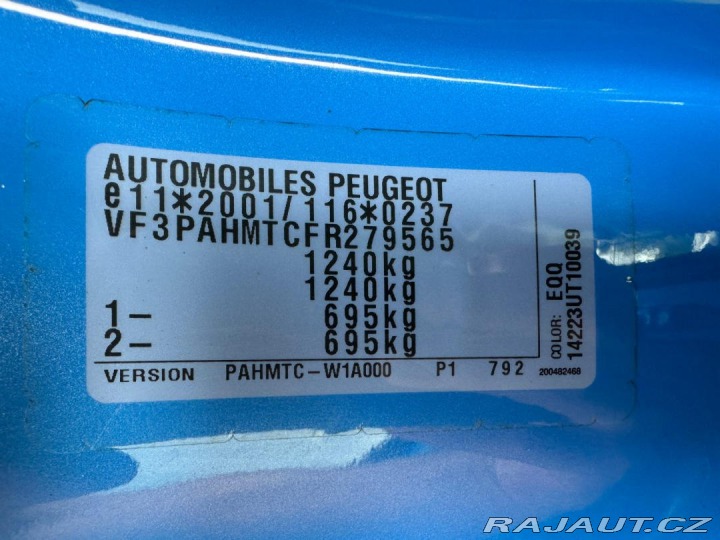 AUTOMOBILES PEUGEOT
e11*2001/116*0237
VF3PAHMTCFR279565
1240kg
1240kg
1- 695kg
2- 695kg
VERSION PAHMTC-W1A000 P1 792
COLOR: EQQ
14223UT10039
200482468
RAJAUT.CZ